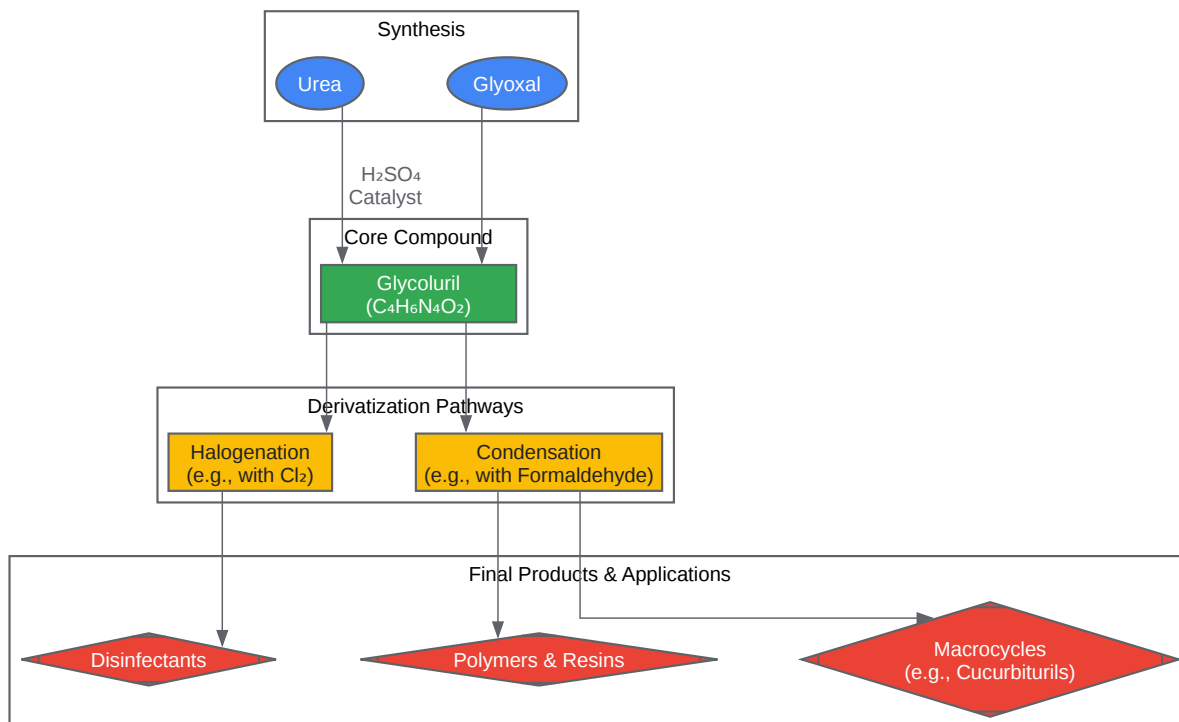 Synthesis
Urea
Glyoxal
H₂SO₄
Catalyst
Core Compound
Glycoluril
(C₄H₆N₄O₂)
Derivatization Pathways
Halogenation
(e.g., with Cl₂)
Condensation
(e.g., with Formaldehyde)
Final Products & Applications
Disinfectants
Polymers & Resins
Macrocycles
(e.g., Cucurbiturils)